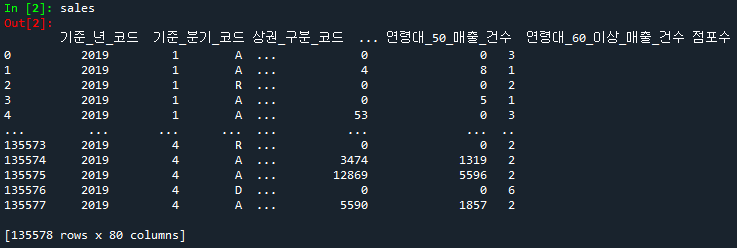 In [2]: sales
Out[2]:
기준_년_코드 기준_분기_코드 상권_구분_코드 ... 연령대_50_매출_건수 연령대_60_이상_매출_건수 점포수
0 2019 1 A ... 0 0 3
1 2019 1 A ... 4 8 1
2 2019 1 R ... 0 0 2
3 2019 1 A ... 0 5 1
4 2019 1 A ... 53 0 3
... ... ... ... ... ... ... ..
135573 2019 4 R ... 0 0 2
135574 2019 4 A ... 3474 1319 2
135575 2019 4 A ... 12869 5596 2
135576 2019 4 D ... 0 0 6
135577 2019 4 A ... 5590 1857 2
[135578 rows x 80 columns]